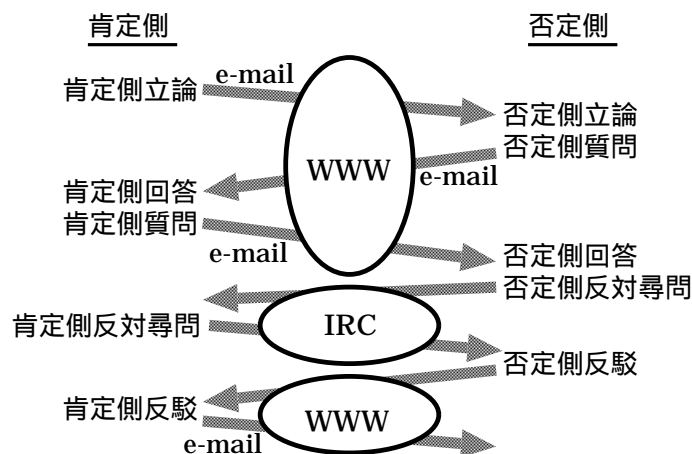 肯定側
否定側
e-mail
肯定側立論
否定側立論
否定側質問
WWW
e-mail
肯定側回答
肯定側質問
e-mail
否定側回答
否定側反対尋問
肯定側反対尋問
IRC
否定側反駁
肯定側反駁
WWW
e-mail